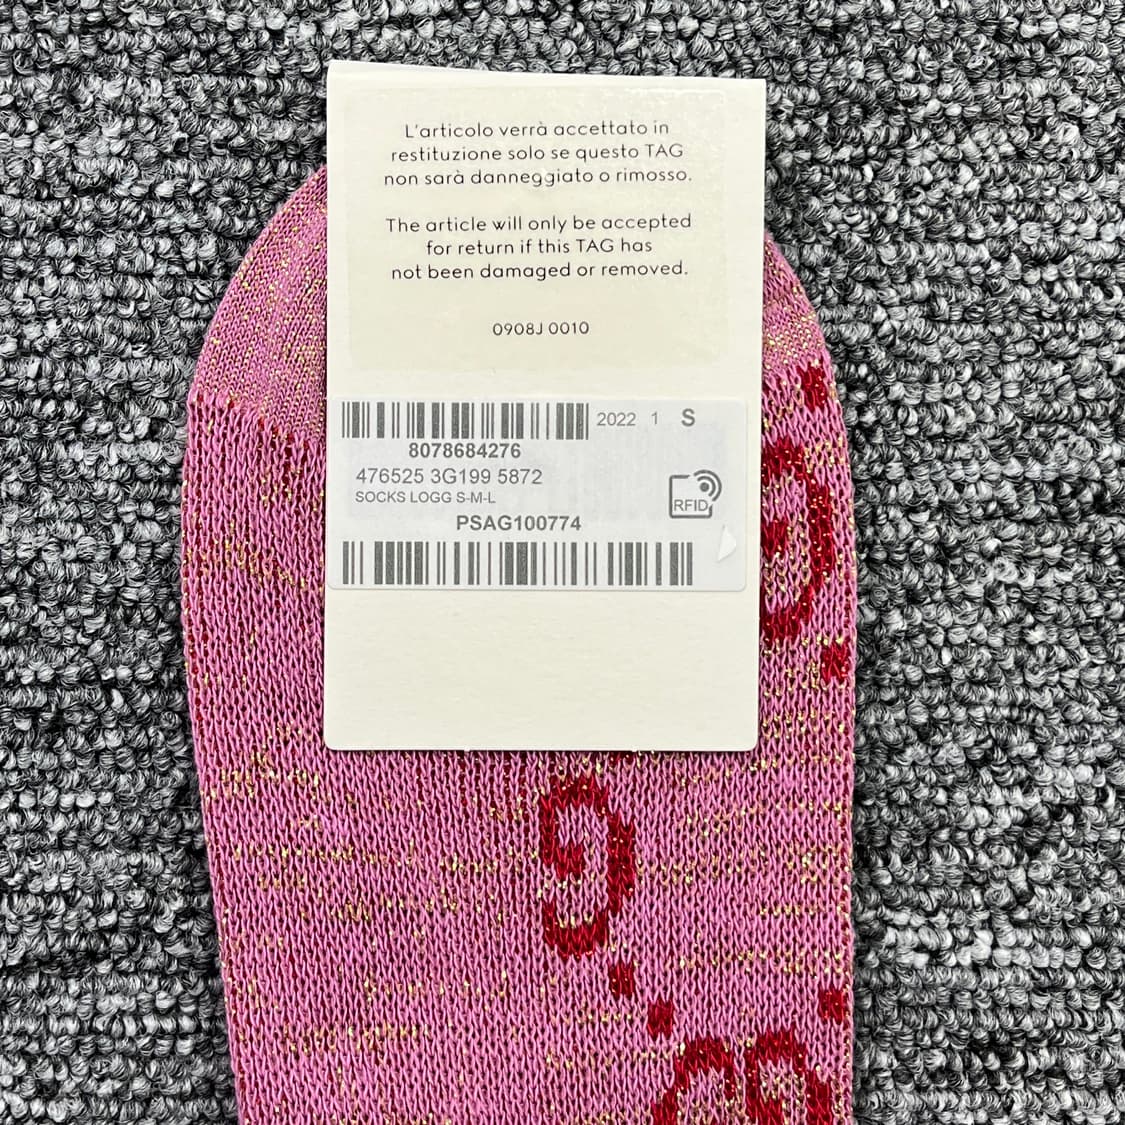 L'articolo verrà accettato in
restituzione solo se questo TAG
non sarà danneggiato o rimosso.
The article will only be accepted
for return if this TAG has
not been damaged or removed.
0908J 0010
2022 1 S
8078684276
476525 3G199 5872
SOCKS LOGG S-M-L
RFID
PSAG100774